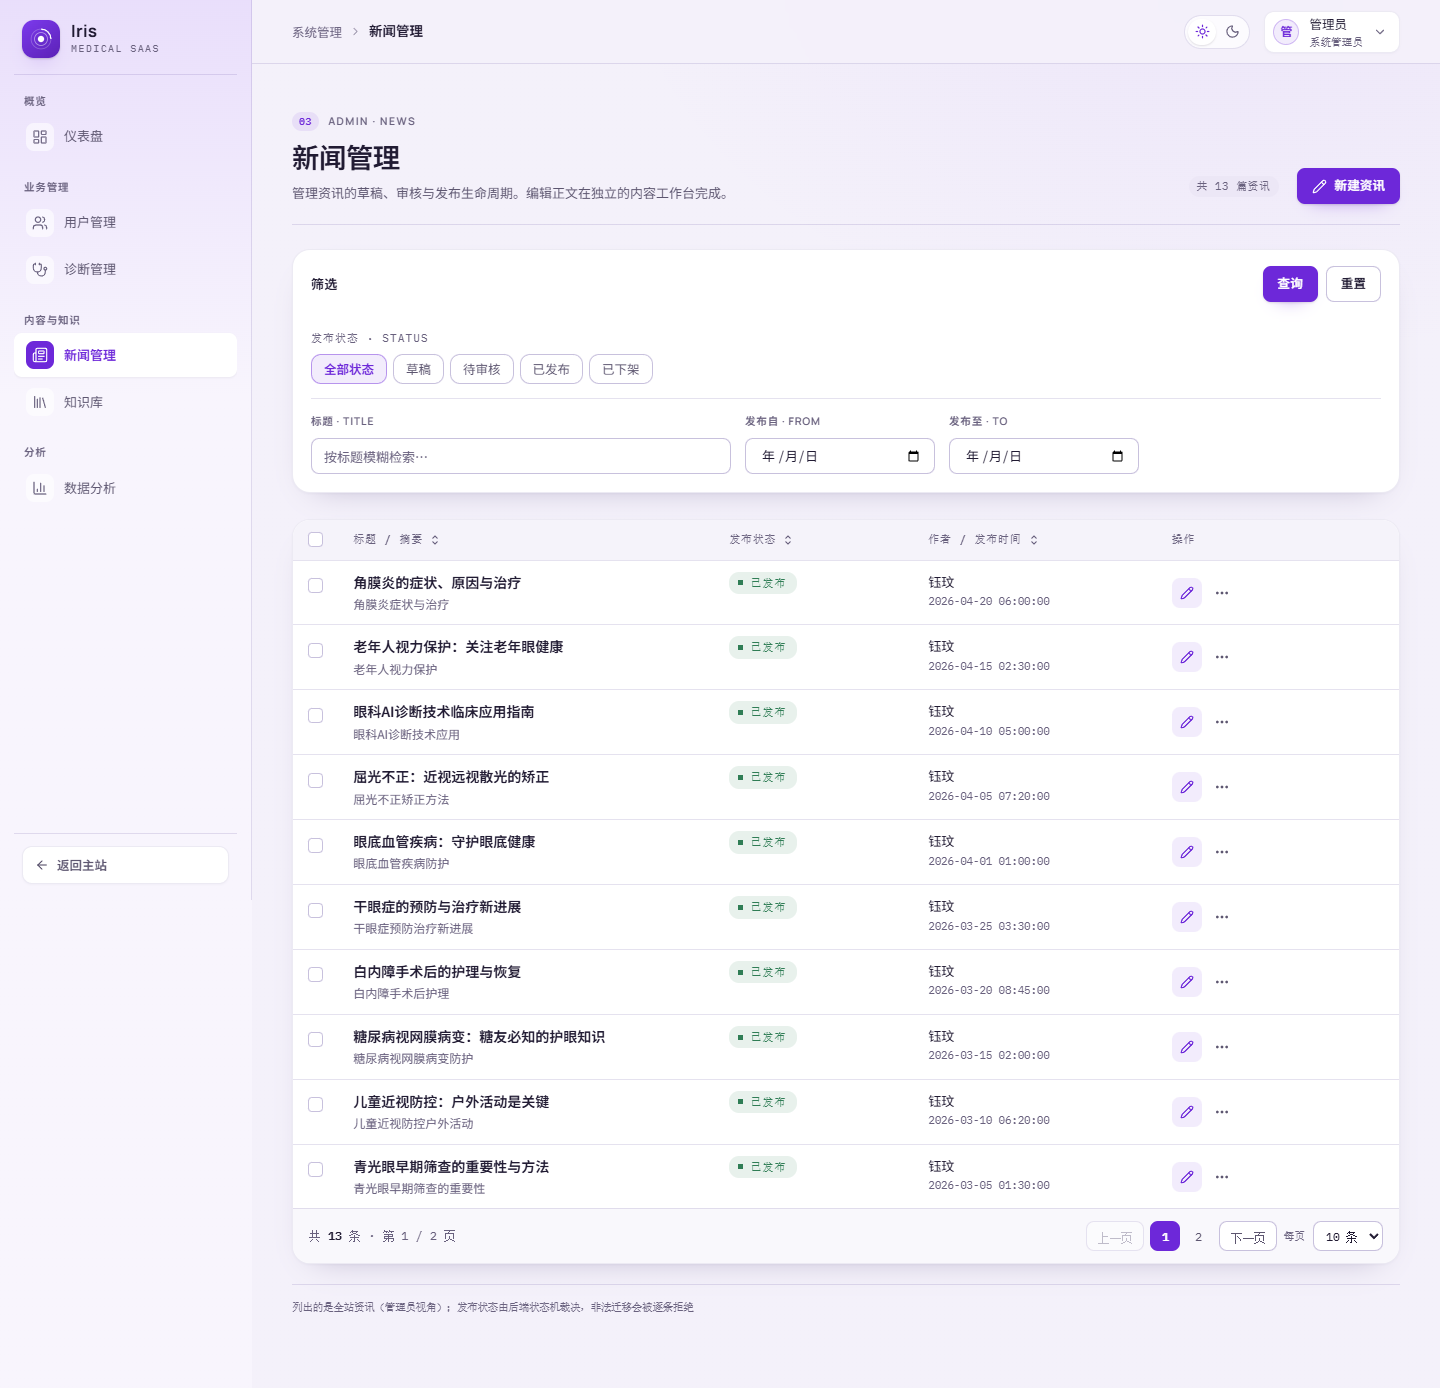 Iris
MEDICAL SAAS
概览
仪表盘
业务管理
用户管理
诊断管理
内容与知识
新闻管理
知识库
分析
数据分析
返回主站
系统管理 > 新闻管理
管 管理员
系统管理员
03 ADMIN · NEWS
新闻管理
管理资讯的草稿、审核与发布生命周期。编辑正文在独立的内容工作台完成。
共 13 篇资讯 新建资讯
筛选 查询 重置
发布状态 · STATUS
全部状态 草稿 待审核 已发布 已下架
标题 · TITLE 发布自 · FROM 发布至 · TO
按标题模糊检索… 年 /月/日 年 /月/日
标题 / 摘要 发布状态 作者 / 发布时间 操作
角膜炎的症状、原因与治疗 已发布 钰玟
角膜炎症状与治疗 2026-04-20 06:00:00
老年人视力保护：关注老年眼健康 已发布 钰玟
老年人视力保护 2026-04-15 02:30:00
眼科AI诊断技术临床应用指南 已发布 钰玟
眼科AI诊断技术应用 2026-04-10 05:00:00
屈光不正：近视远视散光的矫正 已发布 钰玟
屈光不正矫正方法 2026-04-05 07:20:00
眼底血管疾病：守护眼底健康 已发布 钰玟
眼底血管疾病防护 2026-04-01 01:00:00
干眼症的预防与治疗新进展 已发布 钰玟
干眼症预防治疗新进展 2026-03-25 03:30:00
白内障手术后的护理与恢复 已发布 钰玟
白内障手术后护理 2026-03-20 08:45:00
糖尿病视网膜病变：糖友必知的护眼知识 已发布 钰玟
糖尿病视网膜病变防护 2026-03-15 02:00:00
儿童近视防控：户外活动是关键 已发布 钰玟
儿童近视防控户外活动 2026-03-10 06:20:00
青光眼早期筛查的重要性与方法 已发布 钰玟
青光眼早期筛查的重要性 2026-03-05 01:30:00
共 13 条 · 第 1 / 2 页 上一页 1 2 下一页 每页 10 条
列出的是全站资讯（管理员视角）；发布状态由后端状态机裁决，非法迁移会被逐条拒绝